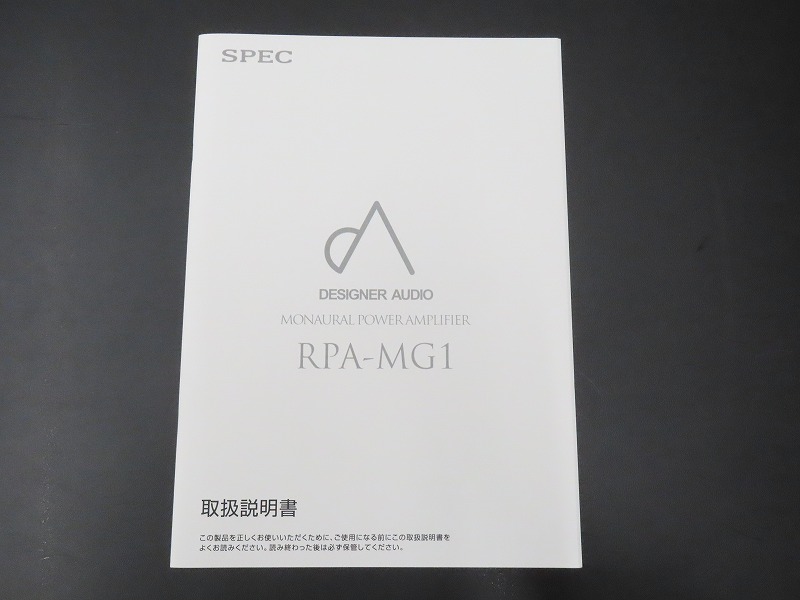 SPEC
DESIGNER AUDIO
MONAURAL POWER AMPLIFIER
RPA-MG1
取扱説明書
この製品を正しくお使いいただくために、ご使用になる前にこの取扱説明書を
よくお読みください。読み終わった後は必ず保管してください。